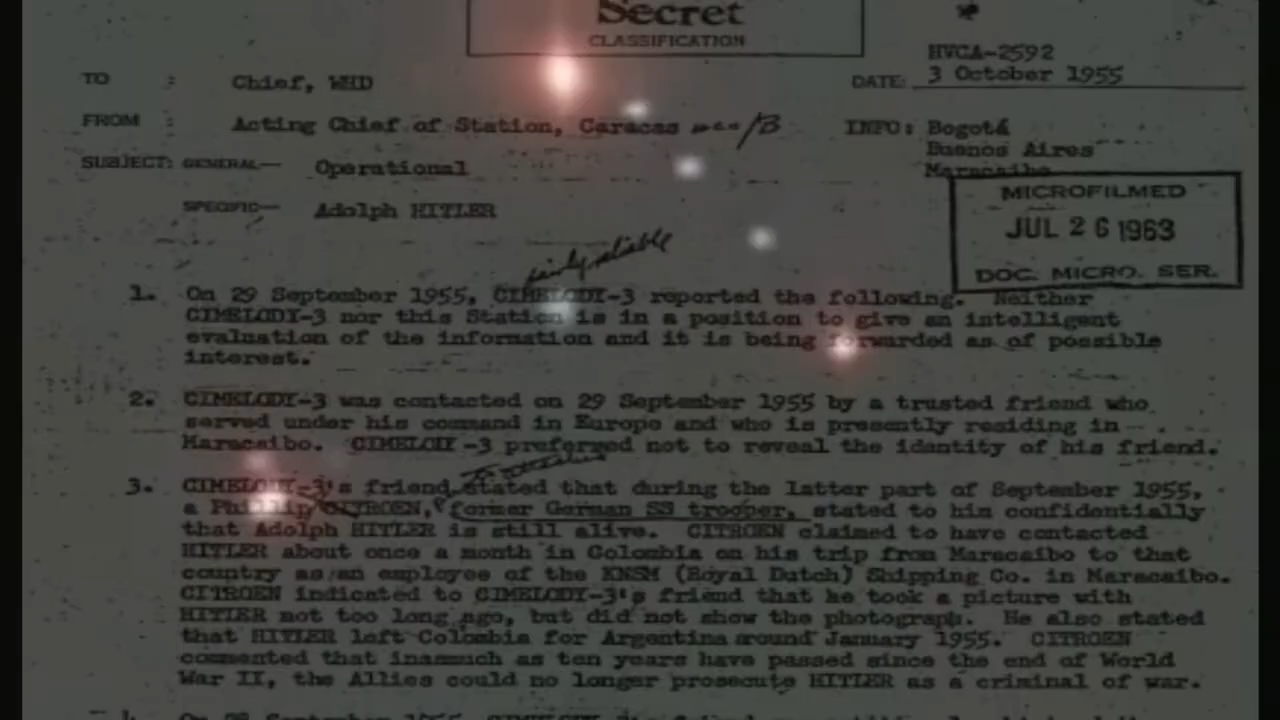 Secret
CLASSIFICATION
HVCA-2592
TO : Chief, WHD DATE: 3 October 1955
FROM : Acting Chief of Station, Caracas INFO: Bogotá
Buenos Aires
Maracaibo
SUBJECT: GENERAL— Operational
SPECIFIC— Adolph HITLER
MICROFILMED
JUL 26 1963
DOC. MICRO. SER.
fairly reliable
1. On 29 September 1955, CIMELODY-3 reported the following. Neither
CIMELODY-3 nor this Station is in a position to give an intelligent
evaluation of the information and it is being forwarded as of possible
interest.
2. CIMELODY-3 was contacted on 29 September 1955 by a trusted friend who
served under his command in Europe and who is presently residing in
Maracaibo. CIMELODY-3 preferred not to reveal the identity of his friend.
3. CIMELODY-3's friend stated that during the latter part of September 1955,
a Phillip CITROEN, former German SS trooper, stated to him confidentially
that Adolph HITLER is still alive. CITROEN claimed to have contacted
HITLER about once a month in Colombia on his trip from Maracaibo to that
country as an employee of the KNSM (Royal Dutch) Shipping Co. in Maracaibo.
CITROEN indicated to CIMELODY-3's friend that he took a picture with
HITLER not too long ago, but did not show the photograph. He also stated
that HITLER left Colombia for Argentina around January 1955. CITROEN
commented that inasmuch as ten years have passed since the end of World
War II, the Allies could no longer prosecute HITLER as a criminal of war.